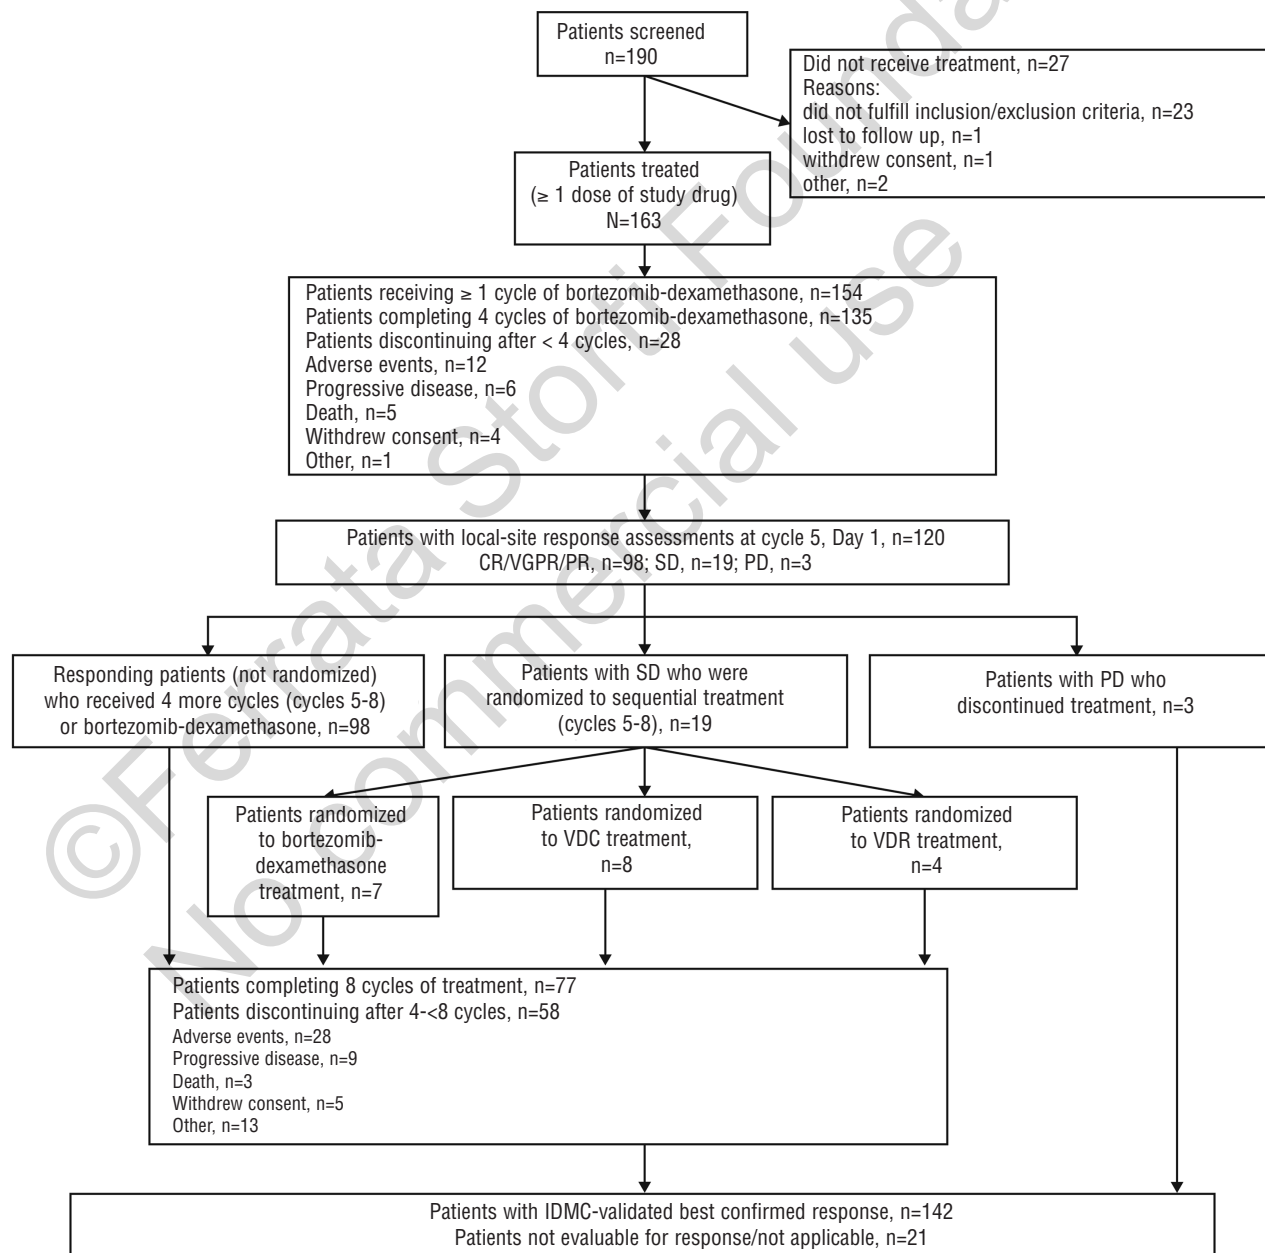 Patients screened
n=190
Did not receive treatment, n=27
Reasons:
did not fulfill inclusion/exclusion criteria, n=23
lost to follow up, n=1
withdrew consent, n=1
other, n=2
Patients treated
(≥ 1 dose of study drug)
N=163
Patients receiving ≥ 1 cycle of bortezomib-dexamethasone, n=154
Patients completing 4 cycles of bortezomib-dexamethasone, n=135
Patients discontinuing after < 4 cycles, n=28
Adverse events, n=12
Progressive disease, n=6
Death, n=5
Withdrew consent, n=4
Other, n=1
Patients with local-site response assessments at cycle 5, Day 1, n=120
CR/VGPR/PR, n=98; SD, n=19; PD, n=3
Responding patients (not randomized)
who received 4 more cycles (cycles 5-8)
or bortezomib-dexamethasone, n=98
Patients with SD who were
randomized to sequential treatment
(cycles 5-8), n=19
Patients with PD who
discontinued treatment, n=3
Patients randomized
to bortezomib-
dexamethasone
treatment, n=7
Patients randomized
to VDC treatment,
n=8
Patients randomized
to VDR treatment,
n=4
Patients completing 8 cycles of treatment, n=77
Patients discontinuing after 4-<8 cycles, n=58
Adverse events, n=28
Progressive disease, n=9
Death, n=3
Withdrew consent, n=5
Other, n=13
Patients with IDMC-validated best confirmed response, n=142
Patients not evaluable for response/not applicable, n=21
©Ferrata Storti Founda
No commercial use